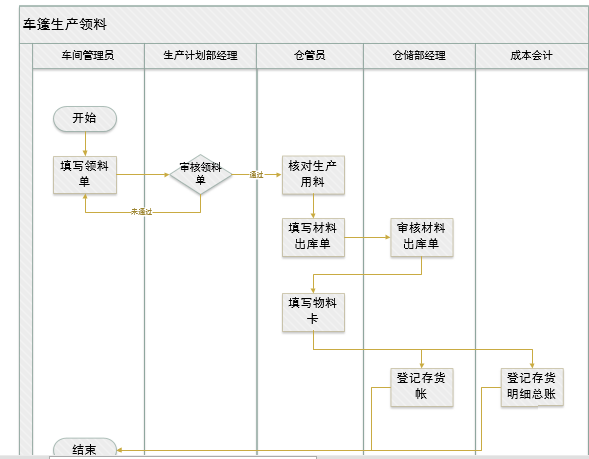 车篷生产领料
车间管理员
生产计划部经理
仓管员
仓储部经理
成本会计
开始
填写领料
单
审核领料
单
通过
核对生产
用料
未通过
填写材料
出库单
审核材料
出库单
填写物料
卡
登记存货
帐
登记存货
明细总账
结束